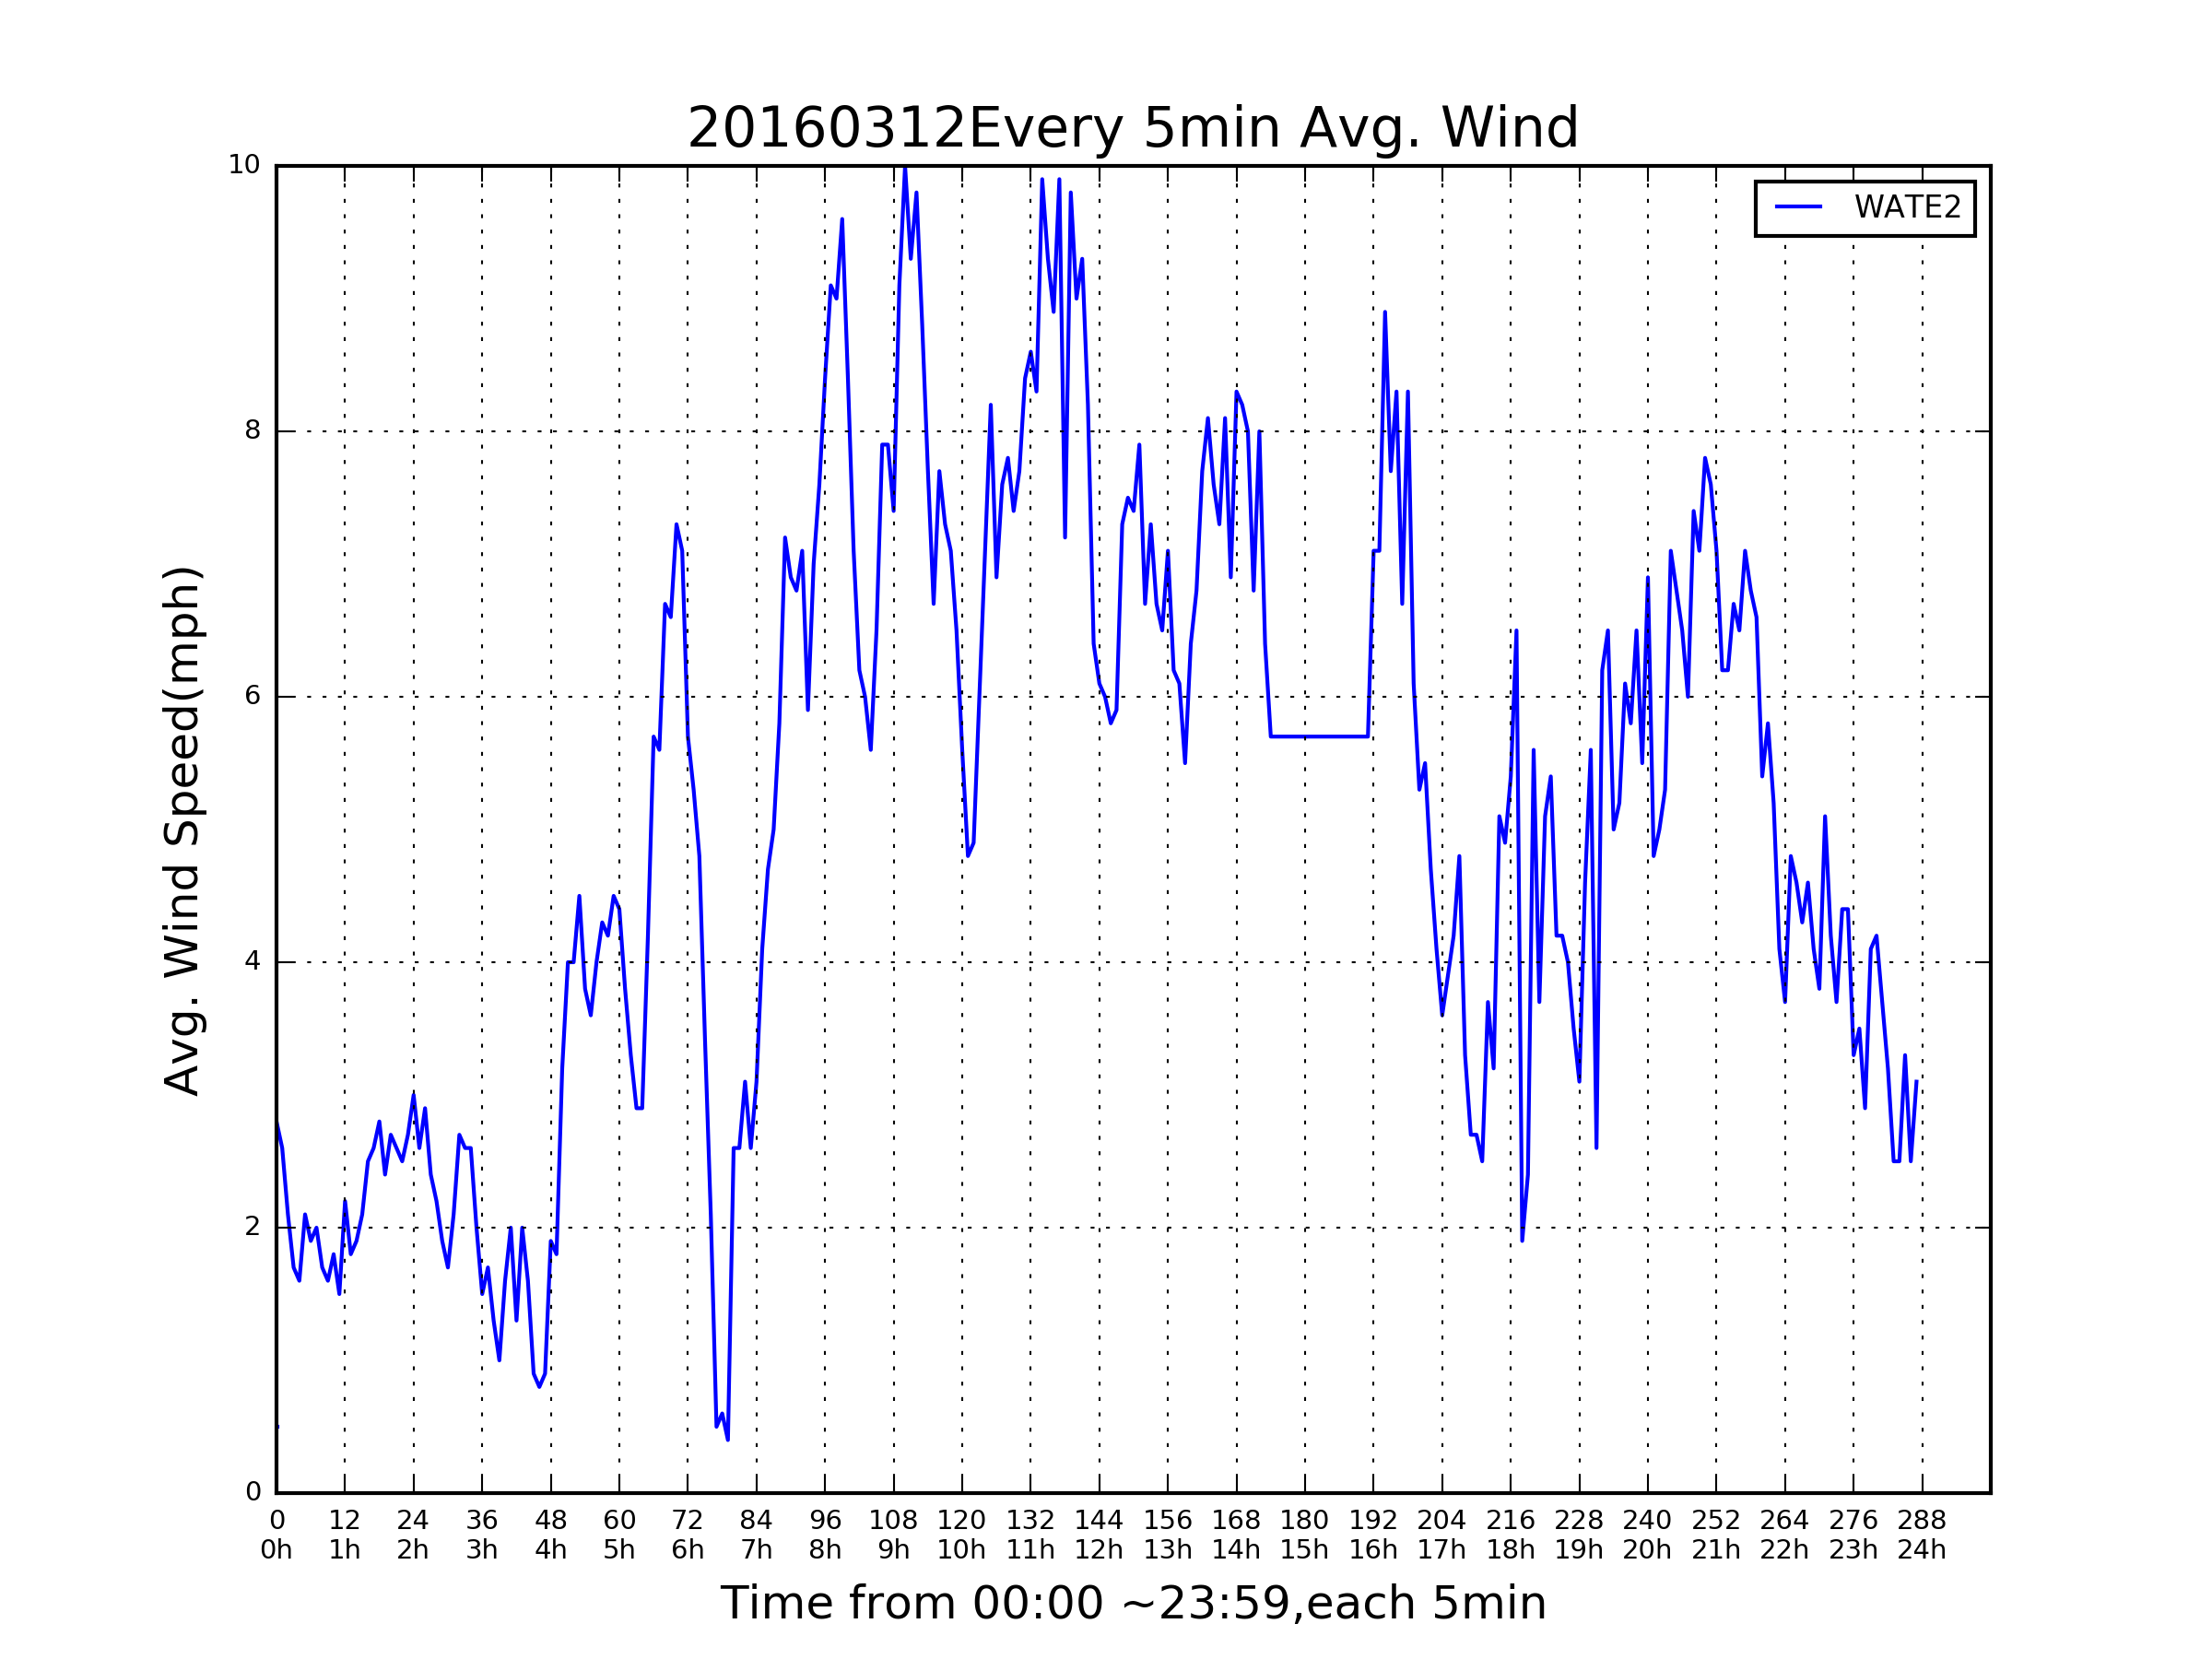 20160312Every 5min Avg. Wind
10
WATE2
8
6
4
2
0
Avg. Wind Speed(mph)
0 12 24 36 48 60 72 84 96 108 120 132 144 156 168 180 192 204 216 228 240 252 264 276 288
0h 1h 2h 3h 4h 5h 6h 7h 8h 9h 10h 11h 12h 13h 14h 15h 16h 17h 18h 19h 20h 21h 22h 23h 24h
Time from 00:00 ~23:59,each 5min